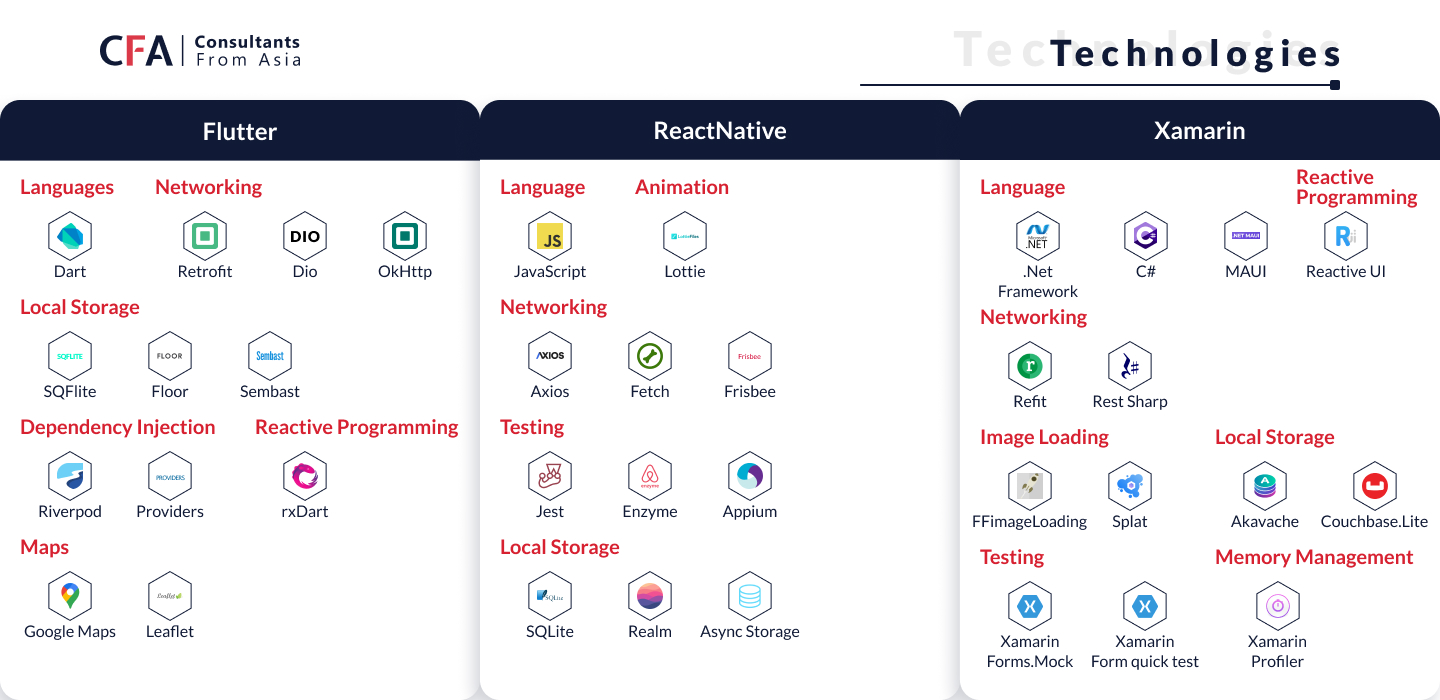 CFA Consultants
From Asia
Technologies
Technologies
Flutter
Languages Networking
DIO
Dart Retrofit Dio OkHttp
Local Storage
SQFLITE FLOOR Sembast
SQFlite Floor Sembast
Dependency Injection Reactive Programming
PROVIDERS
Riverpod Providers rxDart
Maps
Leaflet
Google Maps Leaflet
ReactNative
Language Animation
JS LottieFiles
JavaScript Lottie
Networking
AXIOS Frisbee
Axios Fetch Frisbee
Testing
enzyme
Jest Enzyme Appium
Local Storage
SQLite
SQLite Realm Async Storage
Xamarin
Language Reactive
Programming
Microsoft
.NET .NET MAUI R ui
.Net
Framework C# MAUI Reactive UI
Networking
r #
Refit Rest Sharp
Image Loading Local Storage
A
FFimageLoading Splat Akavache Couchbase.Lite
Testing Memory Management
X X
Xamarin
Forms.Mock Xamarin
Form quick test Xamarin
Profiler